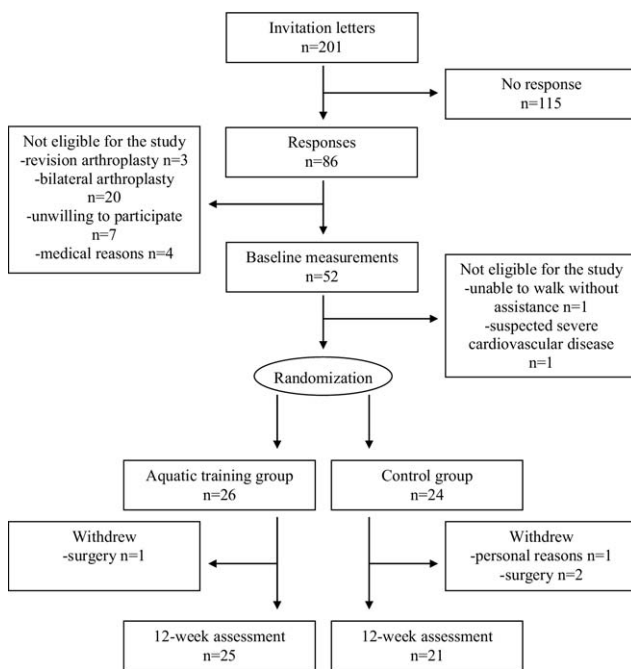 Invitation letters
n=201
No response
n=115
Not eligible for the study
-revision arthroplasty n=3
-bilateral arthroplasty
n=20
-unwilling to participate
n=7
-medical reasons n=4
Responses
n=86
Baseline measurements
n=52
Not eligible for the study
-unable to walk without
assistance n=1
-suspected severe
cardiovascular disease
n=1
Randomization
Aquatic training group
n=26
Control group
n=24
Withdrew
-surgery n=1
Withdrew
-personal reasons n=1
-surgery n=2
12-week assessment
n=25
12-week assessment
n=21